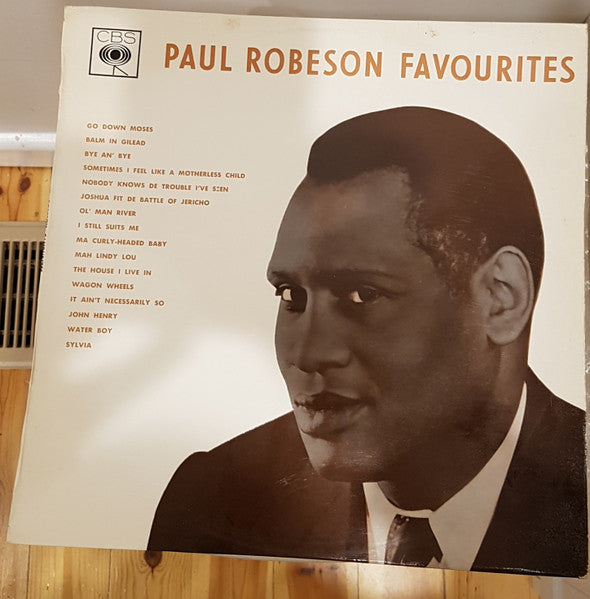 CBS
PAUL ROBESON FAVOURITES
GO DOWN MOSES
BALM IN GILEAD
BYE AN' BYE
SOMETIMES I FEEL LIKE A MOTHERLESS CHILD
NOBODY KNOWS DE TROUBLE I'VE SEEN
JOSHUA FIT DE BATTLE OF JERICHO
OL' MAN RIVER
I STILL SUITS ME
MA CURLY-HEADED BABY
MAH LINDY LOU
THE HOUSE I LIVE IN
WAGON WHEELS
IT AIN'T NECESSARILY SO
JOHN HENRY
WATER BOY
SYLVIA